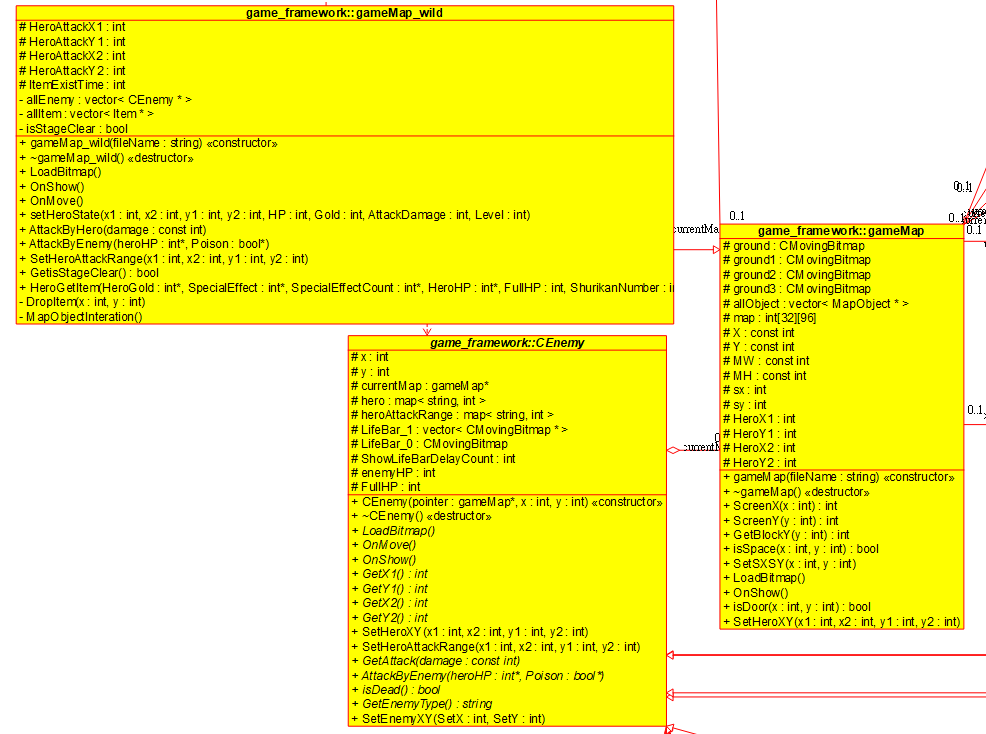 game_framework::gameMap_wild
# HeroAttackX1 : int
# HeroAttackY1 : int
# HeroAttackX2 : int
# HeroAttackY2 : int
# ItemExistTime : int
- allEnemy : vector< CEnemy * >
- allItem : vector< Item * >
- isStageClear : bool
+ gameMap_wild(fileName : string) «constructor»
+ ~gameMap_wild() «destructor»
+ LoadBitmap()
+ OnShow()
+ OnMove()
+ setHeroState(x1 : int, x2 : int, y1 : int, y2 : int, HP : int, Gold : int, AttackDamage : int, Level : int)
+ AttackByHero(damage : const int)
+ AttackByEnemy(heroHP : int*, Poison : bool*)
+ SetHeroAttackRange(x1 : int, x2 : int, y1 : int, y2 : int)
+ GetisStageClear() : bool
+ HeroGetItem(HeroGold : int*, SpecialEffect : int*, SpecialEffectCount : int*, HeroHP : int*, FullHP : int, ShurikanNumber : i
- DropItem(x : int, y : int)
- MapObjectInteration()
game_framework::CEnemy
# x : int
# y : int
# currentMap : gameMap*
# hero : map< string, int >
# heroAttackRange : map< string, int >
# LifeBar_1 : vector< CMovingBitmap * >
# LifeBar_0 : CMovingBitmap
# ShowLifeBarDelayCount : int
# enemyHP : int
# FullHP : int
+ CEnemy(pointer : gameMap*, x : int, y : int) «constructor»
+ ~CEnemy() «destructor»
+ LoadBitmap()
+ OnMove()
+ OnShow()
+ GetX1() : int
+ GetY1() : int
+ GetX2() : int
+ GetY2() : int
+ SetHeroXY(x1 : int, x2 : int, y1 : int, y2 : int)
+ SetHeroAttackRange(x1 : int, x2 : int, y1 : int, y2 : int)
+ GetAttack(damage : const int)
+ AttackByEnemy(heroHP : int*, Poison : bool*)
+ isDead() : bool
+ GetEnemyType() : string
+ SetEnemyXY(SetX : int, SetY : int)
0..1
currentMa
0..1
0..1
0..1
game_framework::gameMap
# ground : CMovingBitmap
# ground1 : CMovingBitmap
# ground2 : CMovingBitmap
# ground3 : CMovingBitmap
# allObject : vector< MapObject * >
# map : int[32][96]
# X : const int
# Y : const int
# MW : const int
# MH : const int
# sx : int
# sy : int
# HeroX1 : int
# HeroY1 : int
# HeroX2 : int
# HeroY2 : int
+ gameMap(fileName : string) «constructor»
+ ~gameMap() «destructor»
+ ScreenX(x : int) : int
+ ScreenY(y : int) : int
+ GetBlockY(y : int) : int
+ isSpace(x : int, y : int) : bool
+ SetSXSY(x : int, y : int)
+ LoadBitmap()
+ OnShow()
+ isDoor(x : int, y : int) : bool
+ SetHeroXY(x1 : int, x2 : int, y1 : int, y2 : int)
0..1
currentM